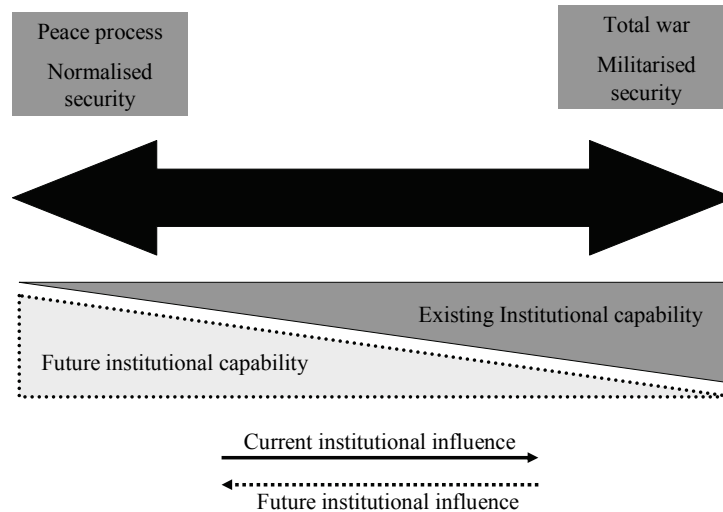 Peace process
Normalised
security
Total war
Militarised
security
Existing Institutional capability
Future institutional capability
Current institutional influence
Future institutional influence